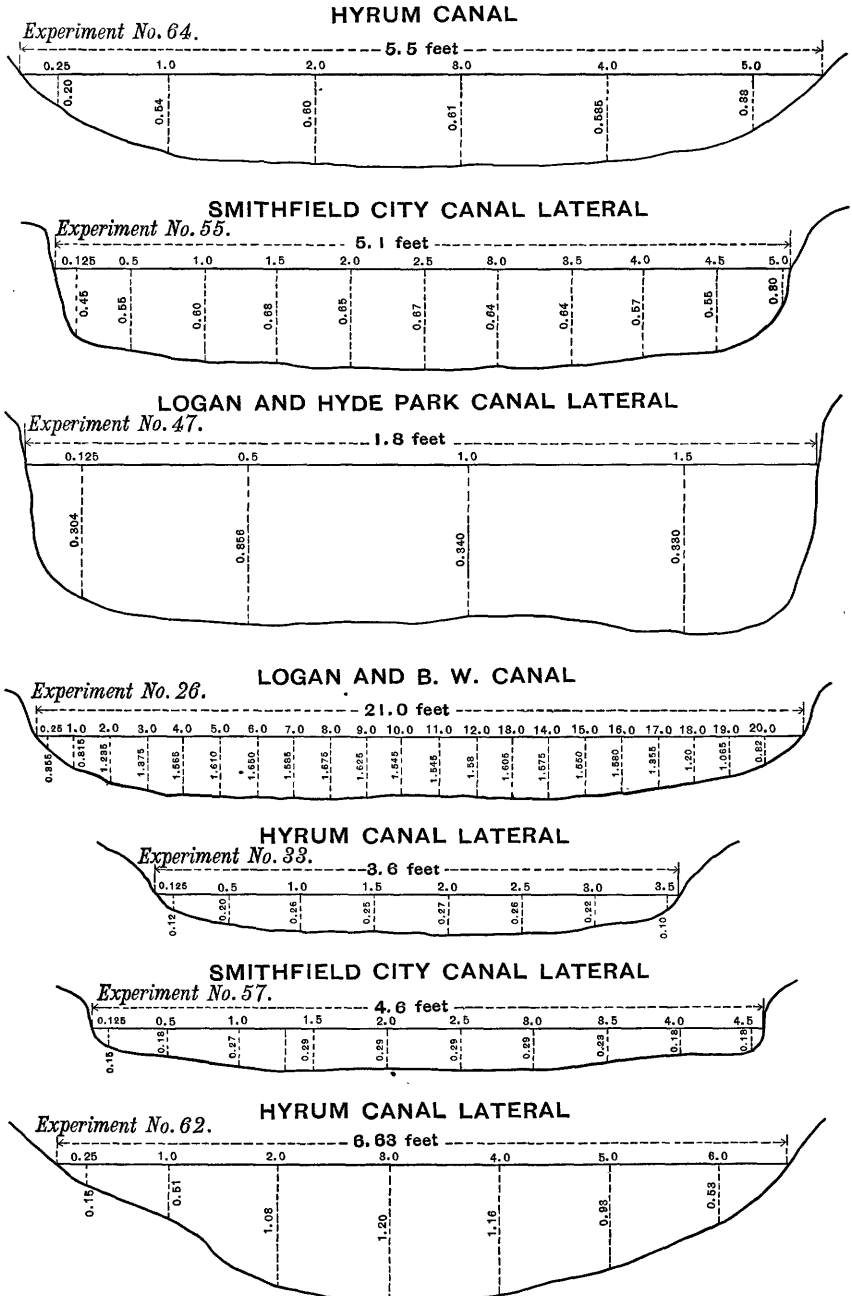 HYRUM CANAL
Experiment No. 64.
5.5 feet
0.25 1.0 2.0 3.0 4.0 5.0
0.20 0.54 0.60 0.61 0.585 0.38
SMITHFIELD CITY CANAL LATERAL
Experiment No. 55.
5.1 feet
0.125 0.5 1.0 1.5 2.0 2.5 3.0 3.5 4.0 4.5 5.0
0.45 0.55 0.60 0.63 0.65 0.67 0.64 0.64 0.57 0.55 0.30
LOGAN AND HYDE PARK CANAL LATERAL
Experiment No. 47.
1.8 feet
0.125 0.5 1.0 1.5
0.304 0.356 0.340 0.330
LOGAN AND B. W. CANAL
Experiment No. 26.
21.0 feet
0.25 1.0 2.0 3.0 4.0 5.0 6.0 7.0 8.0 9.0 10.0 11.0 12.0 13.0 14.0 15.0 16.0 17.0 18.0 19.0 20.0
0.355 0.815 1.235 1.375 1.565 1.610 1.650 1.675 1.625 1.545 1.545 1.58 1.605 1.575 1.550 1.355 1.20 1.065 0.82
HYRUM CANAL LATERAL
Experiment No. 33.
3.6 feet
0.125 0.5 1.0 1.5 2.0 2.5 3.0 3.5
0.12 0.20 0.26 0.25 0.27 0.26 0.22 0.10
SMITHFIELD CITY CANAL LATERAL
Experiment No. 57.
4.6 feet
0.125 0.5 1.0 1.5 2.0 2.5 3.0 3.5 4.0 4.5
0.15 0.18 0.27 0.29 0.29 0.29 0.29 0.23 0.18 0.18
HYRUM CANAL LATERAL
Experiment No. 62.
6.63 feet
0.25 1.0 2.0 3.0 4.0 5.0 6.0
0.15 0.51 1.08 1.20 1.16 0.93 0.53